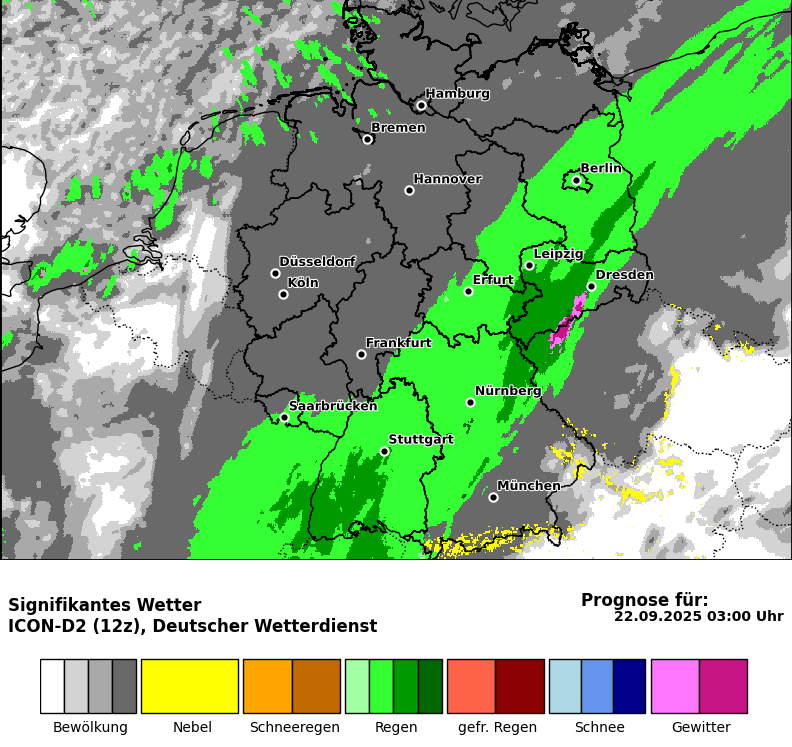 Hamburg
Bremen
Berlin
Hannover
Leipzig
Düsseldorf
Dresden
Köln
Erfurt
Frankfurt
Nürnberg
Saarbrücken
Stuttgart
München
Signifikantes Wetter
ICON-D2 (12z), Deutscher Wetterdienst
Prognose für:
22.09.2025 03:00 Uhr
Bewölkung Nebel Schneeregen Regen gefr. Regen Schnee Gewitter